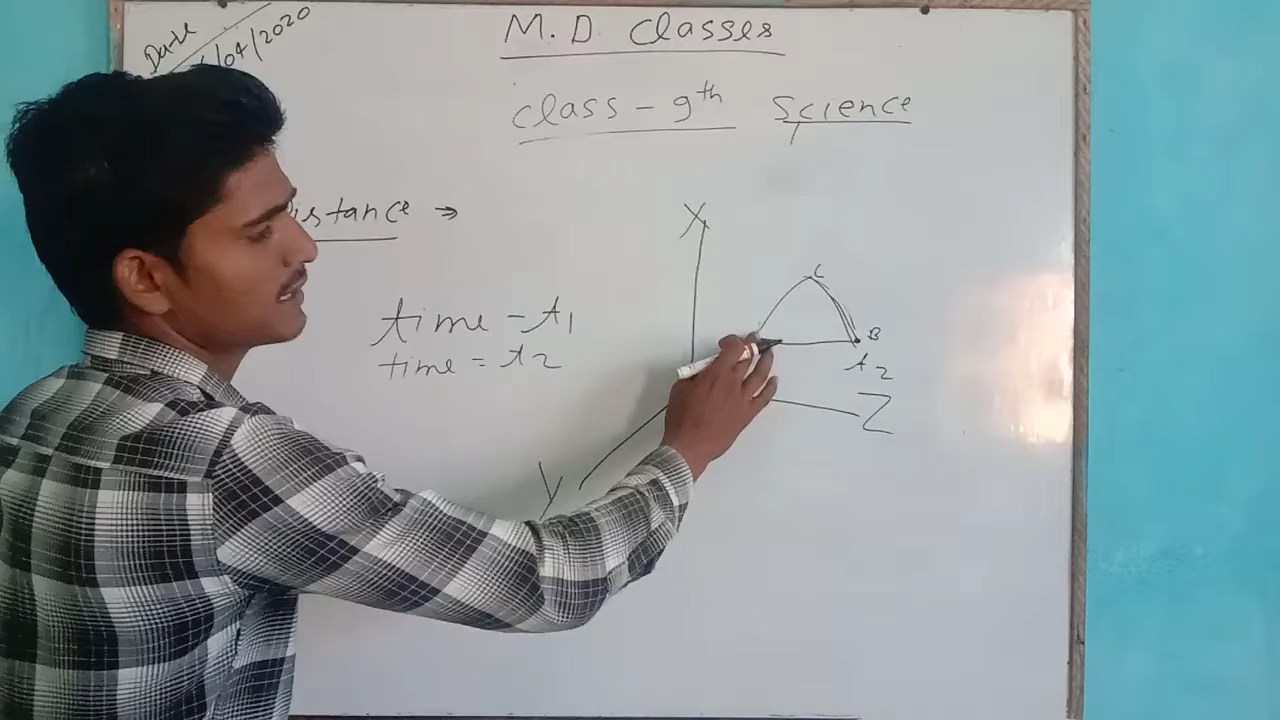 Date
/04/2020
M. D. Classes
class - 9th Science
istance →
X
C
time - t1
B
time = t2
t2
Z
Y